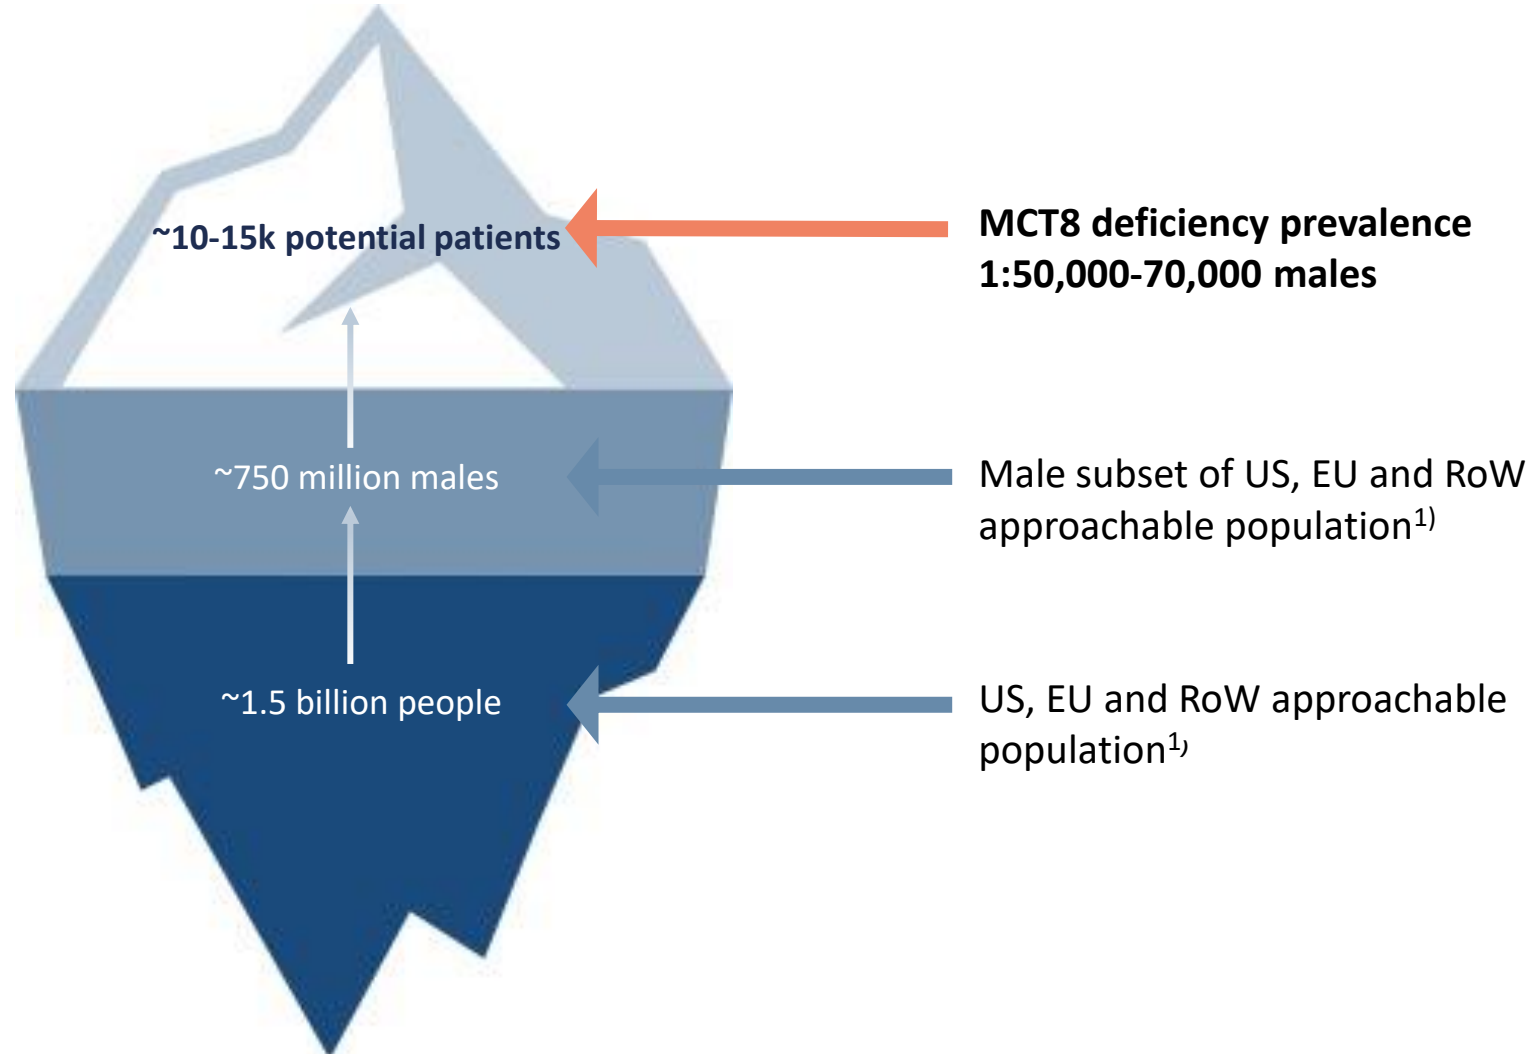 ~10-15k potential patients
MCT8 deficiency prevalence
1:50,000-70,000 males
~750 million males
Male subset of US, EU and RoW
approachable population¹⁾
~1.5 billion people
US, EU and RoW approachable
population¹⁾